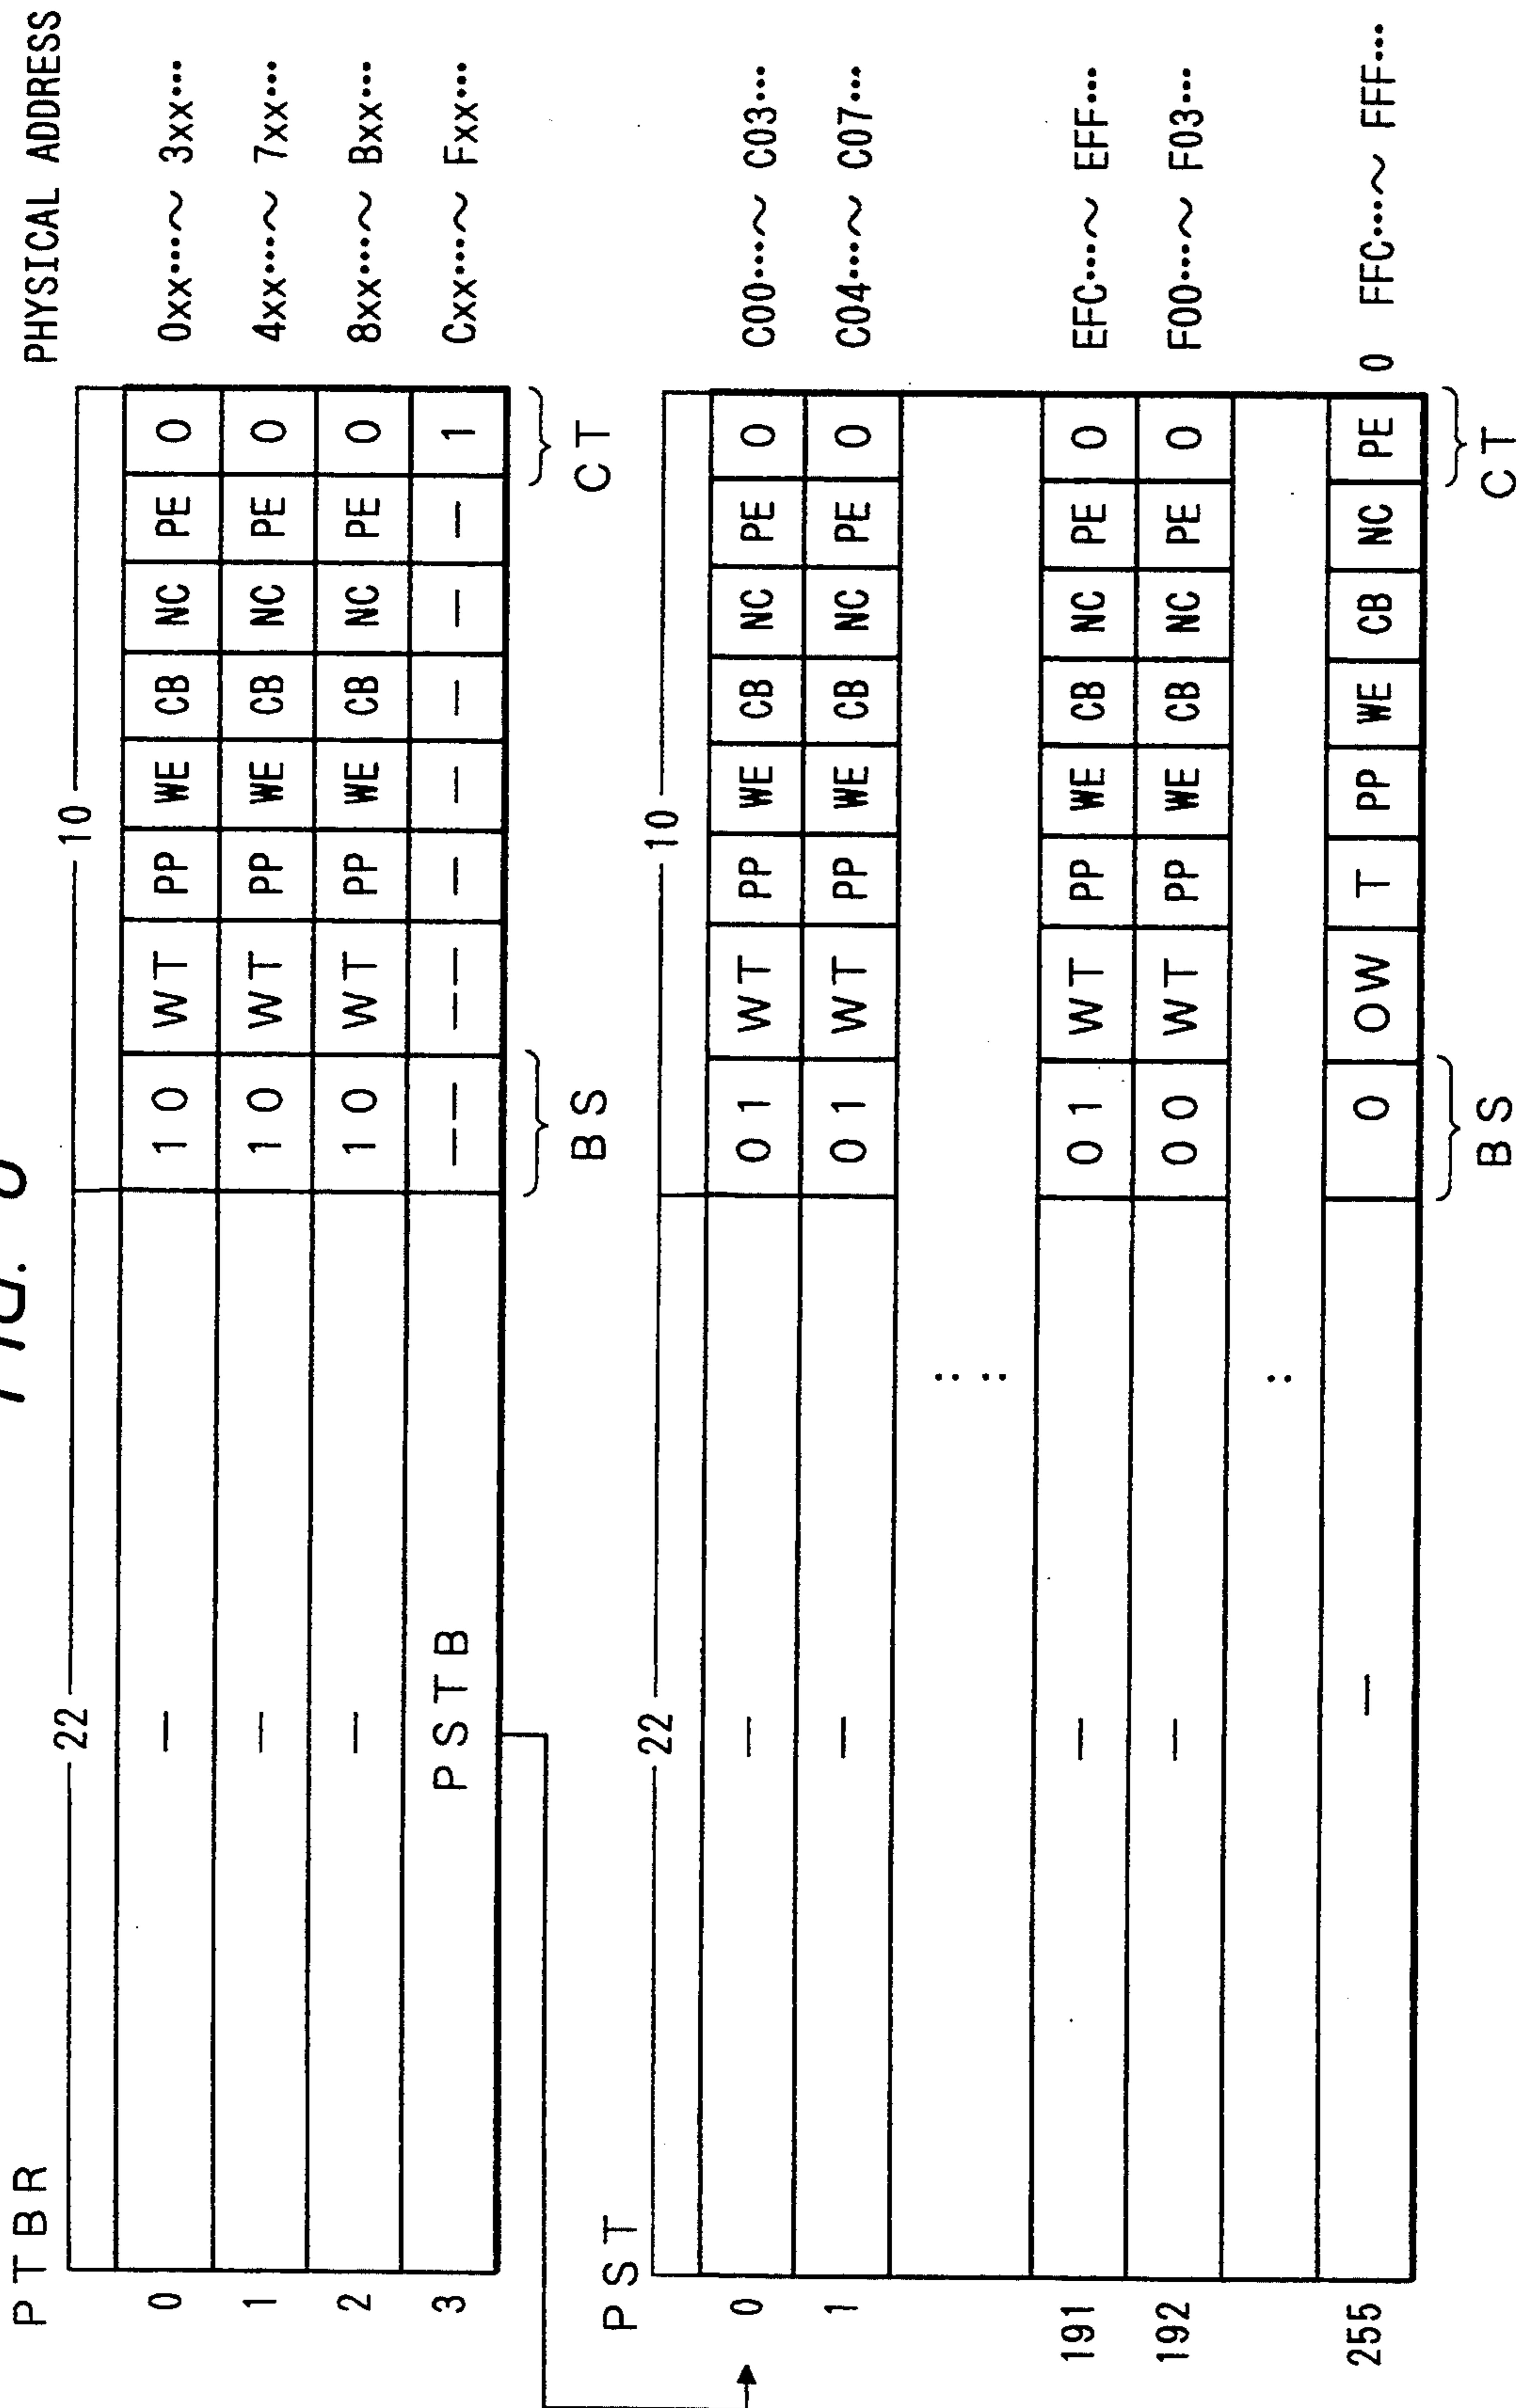 FIG.
PTBR
PHYSICAL ADDRESS
22 10
0 — 10 WT PP WE CB NC PE 0 0xx…~ 3xx…
1 — 10 WT PP WE CB NC PE 0 4xx…~ 7xx…
2 — 10 WT PP WE CB NC PE 0 8xx…~ Bxx…
3 PSTB -- -- - - - - - 1 Cxx…~ Fxx…
BS CT
PST
22 10
0 — 01 WT PP WE CB NC PE 0 C00…~ C03…
1 — 01 WT PP WE CB NC PE 0 C04…~ C07…
191 — 01 WT PP WE CB NC PE 0 EFC…~ EFF…
192 — 00 WT PP WE CB NC PE 0 F00…~ F03…
255 — 0 OW T PP WE CB NC PE 0 FFC…~ FFF…
BS CT